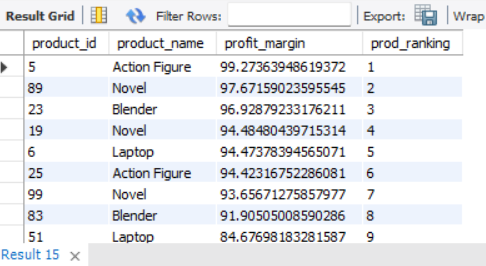 Result Grid Filter Rows: Export: Wrap
product_id product_name profit_margin prod_ranking
5 Action Figure 99.27363948619372 1
89 Novel 97.67159023595545 2
23 Blender 96.92879233176211 3
19 Novel 94.48480439715314 4
6 Laptop 94.47378394565071 5
25 Action Figure 94.42316752286081 6
99 Novel 93.65671275857977 7
83 Blender 91.90505008590286 8
51 Laptop 84.67698183281587 9
Result 15